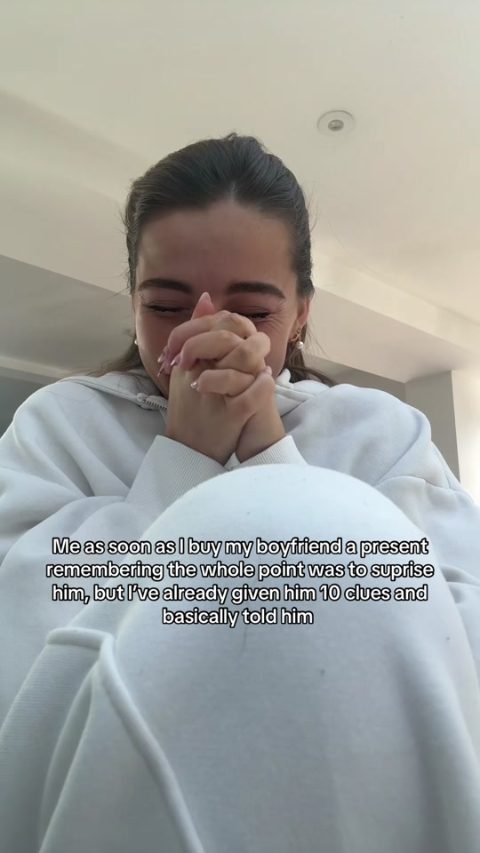 Me as soon as I buy my boyfriend a present
remembering the whole point was to suprise
him, but I've already given him 10 clues and
basically told him